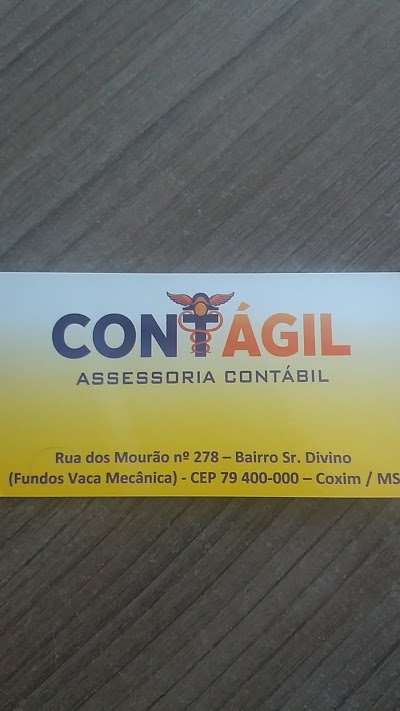 CONTÁGIL
ASSESSORIA CONTÁBIL
Rua dos Mourão nº 278 – Bairro Sr. Divino
(Fundos Vaca Mecânica) - CEP 79 400-000 – Coxim / MS